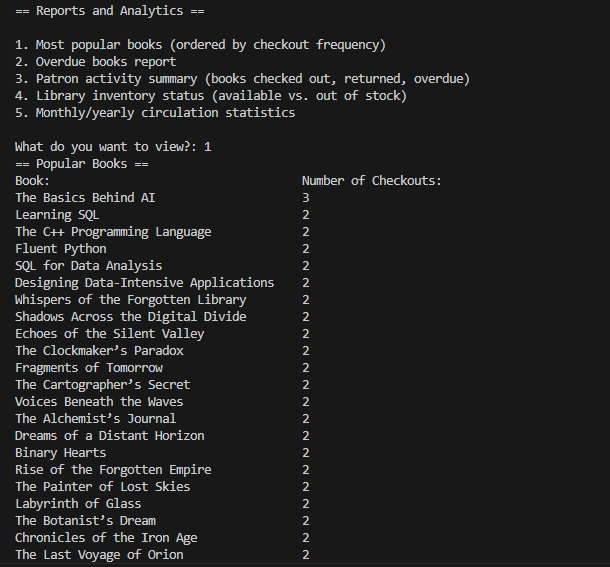 == Reports and Analytics ==
1. Most popular books (ordered by checkout frequency)
2. Overdue books report
3. Patron activity summary (books checked out, returned, overdue)
4. Library inventory status (available vs. out of stock)
5. Monthly/yearly circulation statistics
What do you want to view?: 1
== Popular Books ==
Book: Number of Checkouts:
The Basics Behind AI 3
Learning SQL 2
The C++ Programming Language 2
Fluent Python 2
SQL for Data Analysis 2
Designing Data-Intensive Applications 2
Whispers of the Forgotten Library 2
Shadows Across the Digital Divide 2
Echoes of the Silent Valley 2
The Clockmaker’s Paradox 2
Fragments of Tomorrow 2
The Cartographer’s Secret 2
Voices Beneath the Waves 2
The Alchemist’s Journal 2
Dreams of a Distant Horizon 2
Binary Hearts 2
Rise of the Forgotten Empire 2
The Painter of Lost Skies 2
Labyrinth of Glass 2
The Botanist’s Dream 2
Chronicles of the Iron Age 2
The Last Voyage of Orion 2